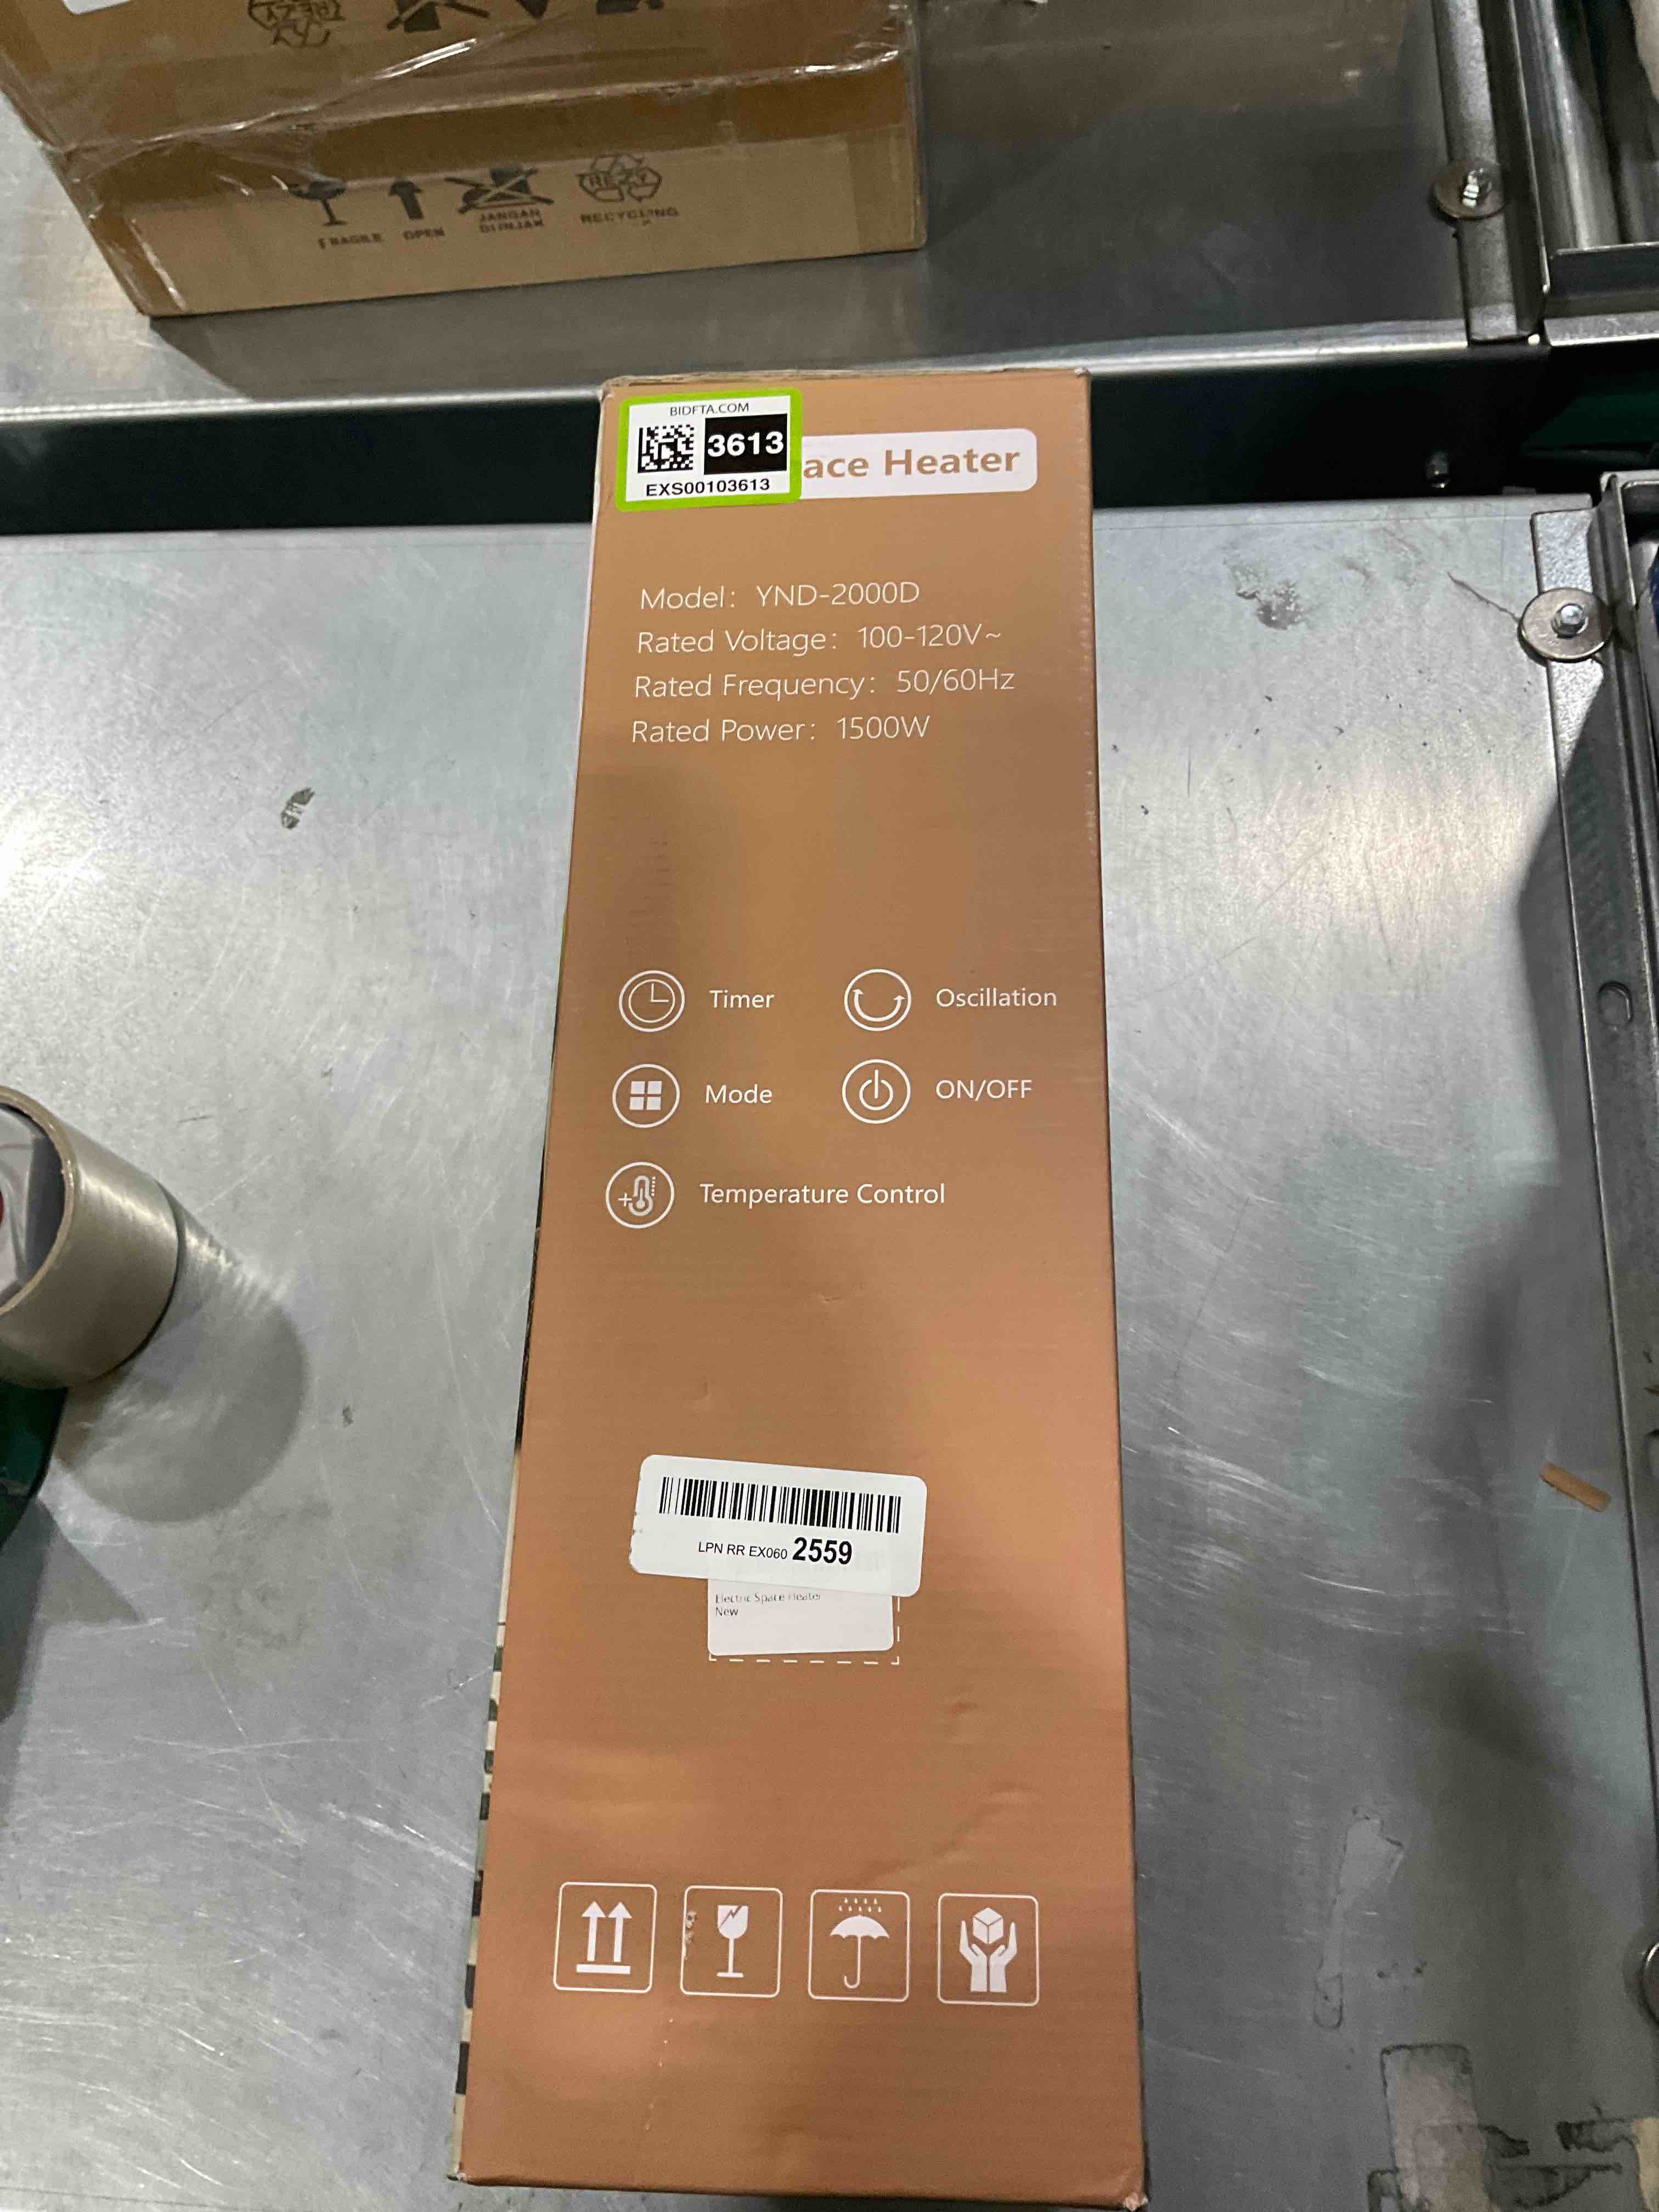 FRAGILE
OPEN
JANGAN
DIINJAK
RECYCLING
BIDFTA.COM
3613
EXS00103613
ace Heater
Model: YND-2000D
Rated Voltage: 100-120V~
Rated Frequency: 50/60Hz
Rated Power: 1500W
Timer
Oscillation
Mode
ON/OFF
Temperature Control
LPN RR EX060 2559
Electric Space Heater
New